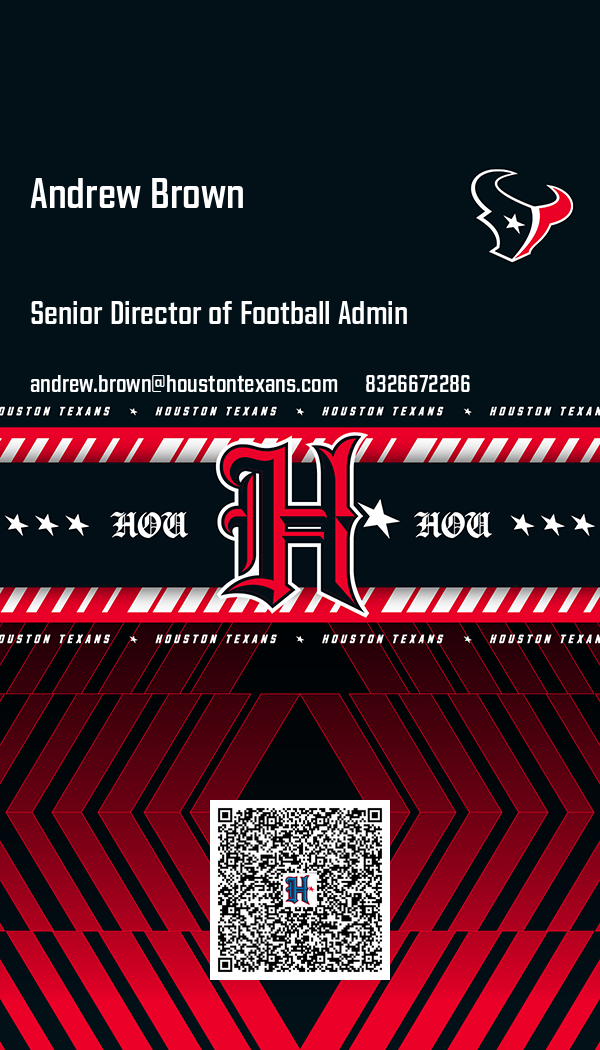 Andrew Brown
Senior Director of Football Admin
andrew.brown@houstontexans.com 8326672286
HOUSTON TEXANS ★ HOUSTON TEXANS ★ HOUSTON TEXANS ★ HOUSTON TEXAN
HOU H HOU
HOUSTON TEXANS ★ HOUSTON TEXANS ★ HOUSTON TEXANS ★ HOUSTON TEXAN
H